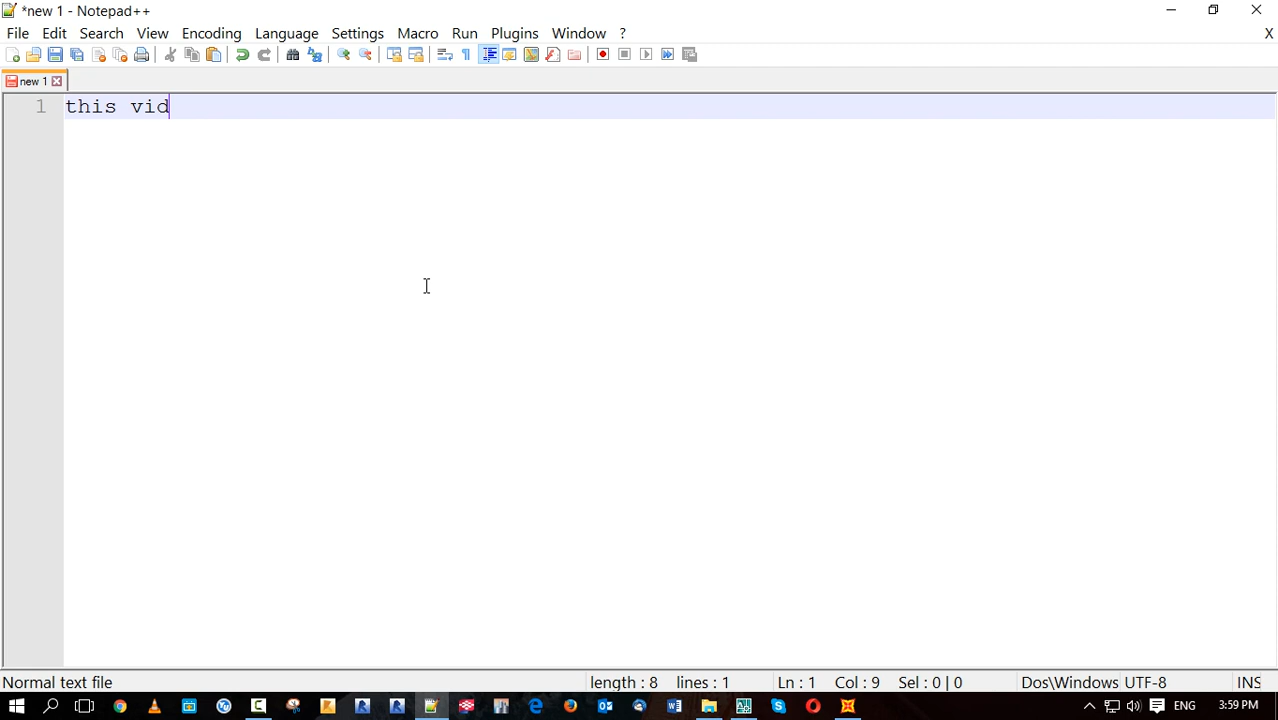 *new 1 - Notepad++
File Edit Search View Encoding Language Settings Macro Run Plugins Window ? X
new 1
1 this vid
Normal text file length : 8 lines : 1 Ln : 1 Col : 9 Sel : 0 | 0 Dos\Windows UTF-8 INS
ENG 3:59 PM